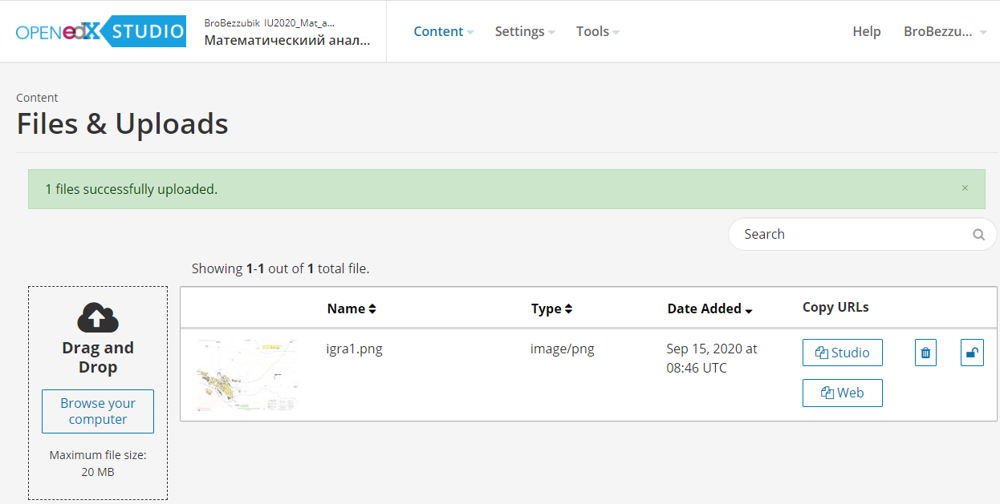 OPENedX STUDIO
BroBezzubik IU2020_Mat_a...
Математическиий анал...
Content
Settings
Tools
Help
BroBezzu...
Content
Files & Uploads
1 files successfully uploaded.
×
Search
Showing 1-1 out of 1 total file.
Drag and
Drop
Browse your
computer
Maximum file size:
20 MB
Name
Type
Date Added
Copy URLs
igra1.png
image/png
Sep 15, 2020 at
08:46 UTC
Studio
Web